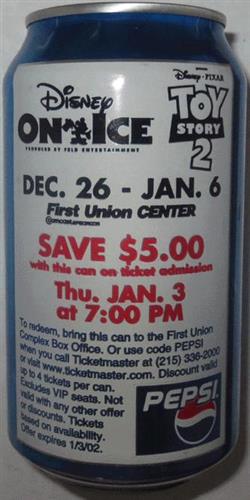 Disney
ON ICE
PRODUCED BY FELD ENTERTAINMENT
Disney · PIXAR
TOY
STORY
2
DEC. 26 - JAN. 6
First Union CENTER
SAVE $5.00
with this can on ticket admission
Thu. JAN. 3
at 7:00 PM
To redeem, bring this can to the First Union
Complex Box Office. Or use code PEPSI
when you call Ticketmaster at (215) 336-2000
or visit www.ticketmaster.com. Discount valid
up to 4 tickets per can.
Excludes VIP seats. Not
valid with any other offer
or discounts. Tickets
based on availability.
Offer expires 1/3/02.
PEPSI